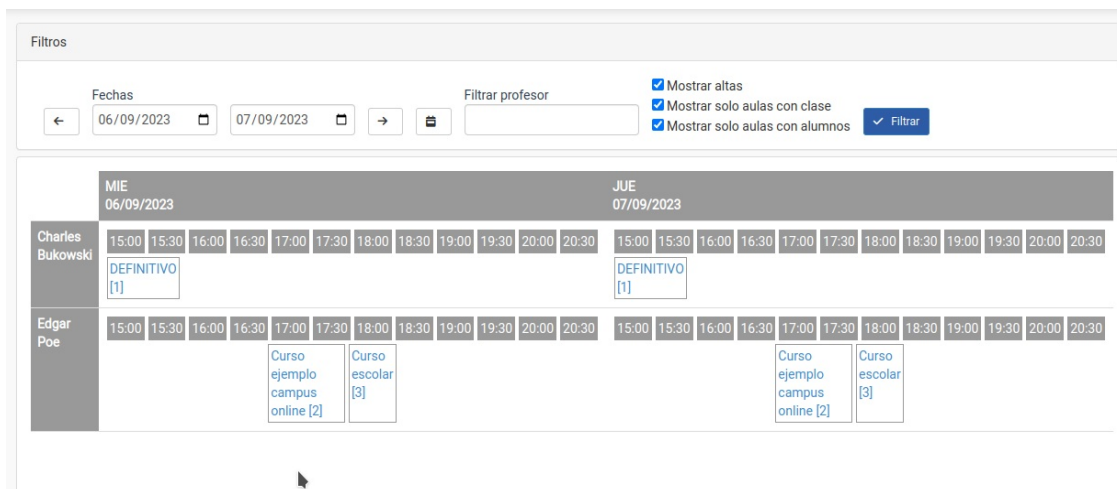 Filtros
Fechas
Filtrar profesor
Mostrar altas
Mostrar solo aulas con clase
Mostrar solo aulas con alumnos
06/09/2023
07/09/2023
Filtrar
MIE
06/09/2023
JUE
07/09/2023
Charles
Bukowski
15:00 15:30 16:00 16:30 17:00 17:30 18:00 18:30 19:00 19:30 20:00 20:30
DEFINITIVO
[1]
15:00 15:30 16:00 16:30 17:00 17:30 18:00 18:30 19:00 19:30 20:00 20:30
DEFINITIVO
[1]
Edgar
Poe
15:00 15:30 16:00 16:30 17:00 17:30 18:00 18:30 19:00 19:30 20:00 20:30
Curso
ejemplo
campus
online [2]
Curso
escolar
[3]
15:00 15:30 16:00 16:30 17:00 17:30 18:00 18:30 19:00 19:30 20:00 20:30
Curso
ejemplo
campus
online [2]
Curso
escolar
[3]